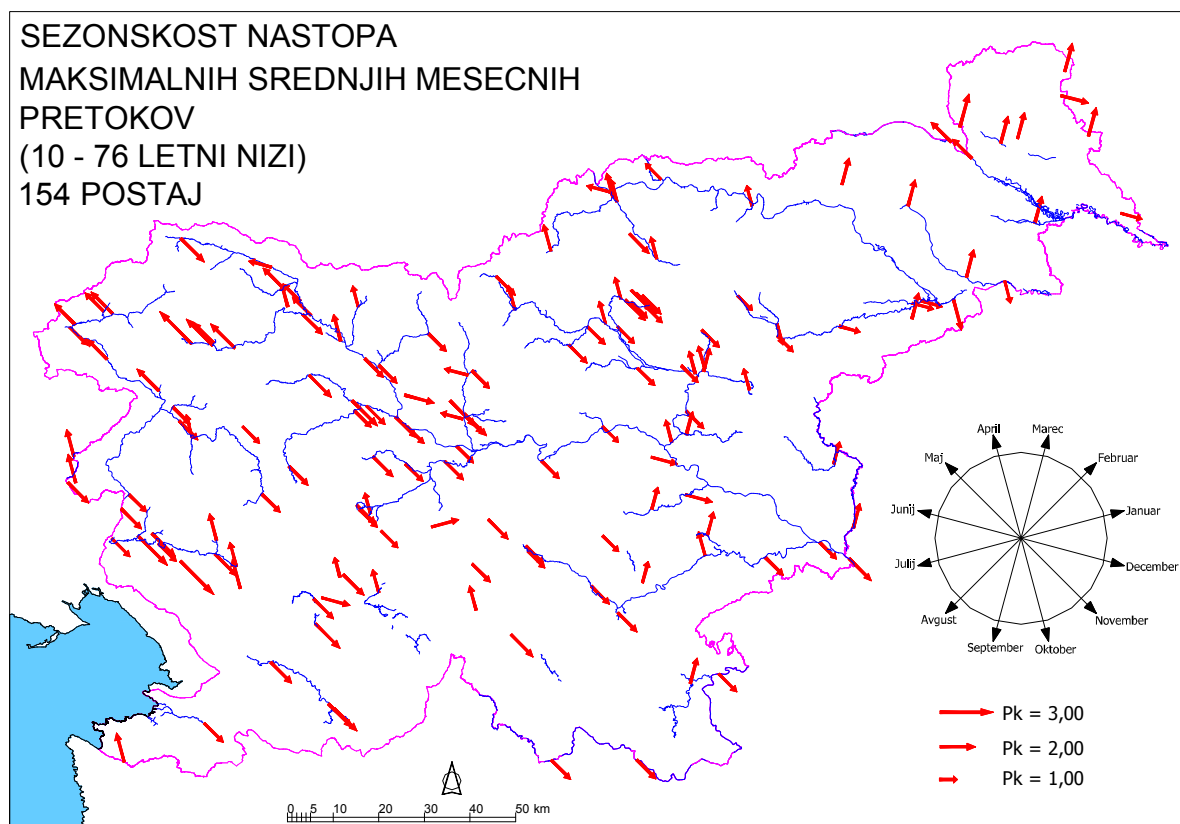 SEZONSKOST NASTOPA
MAKSIMALNIH SREDNJIH MESECNIH
PRETOKOV
(10 - 76 LETNI NIZI)
154 POSTAJ
April
Marec
Maj
Februar
Junij
Januar
Julij
December
Avgust
November
September
Oktober
Pk = 3,00
Pk = 2,00
Pk = 1,00
0 5 10 20 30 40 50 km